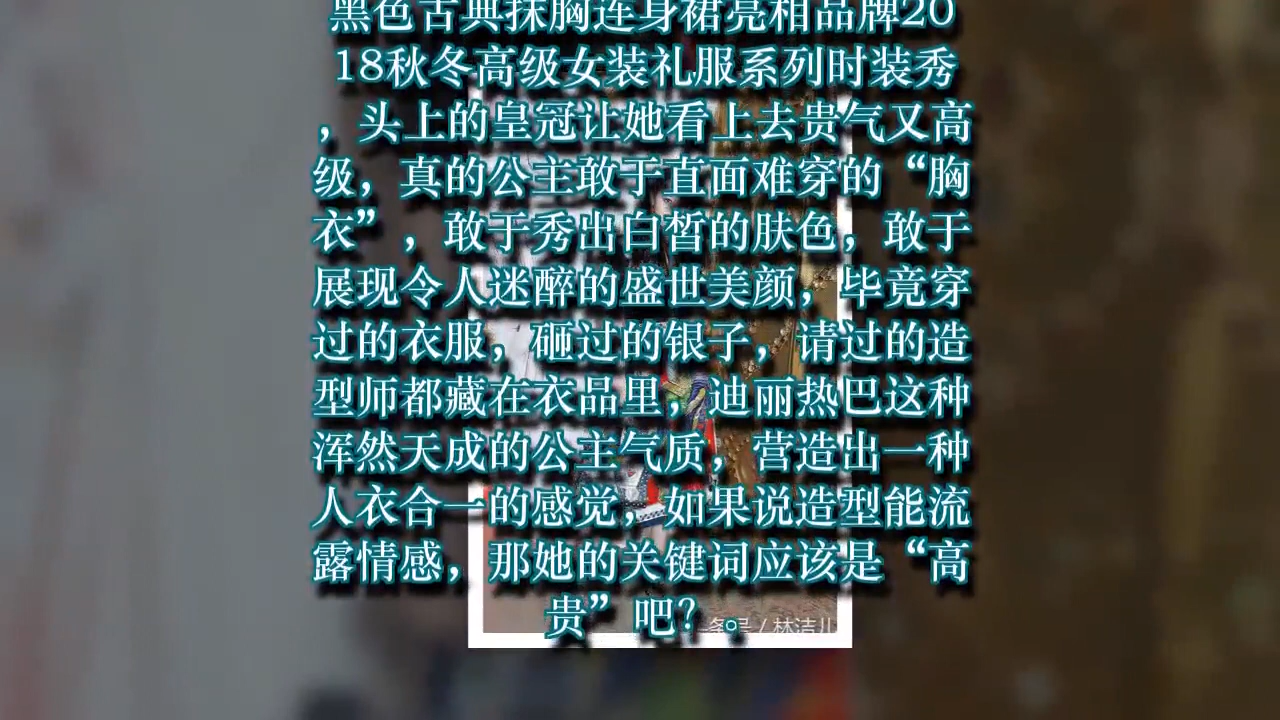 黑色古典抹胸连身裙亮相品牌20
18秋冬高级女装礼服系列时装秀
，头上的皇冠让她看上去贵气又高
级，真的公主敢于直面难穿的“胸
衣”，敢于秀出白皙的肤色，敢于
展现令人迷醉的盛世美颜，毕竟穿
过的衣服，砸过的银子，请过的造
型师都藏在衣品里，迪丽热巴这种
浑然天成的公主气质，营造出一种
人衣合一的感觉，如果说造型能流
露情感，那她的关键词应该是“高
贵”吧？。
/林洁儿